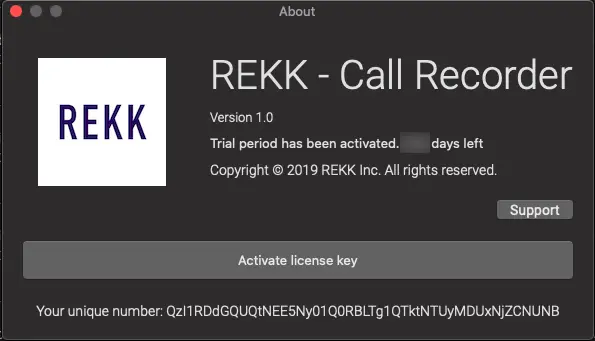 About
REKK
REKK - Call Recorder
Version 1.0
Trial period has been activated. days left
Copyright © 2019 REKK Inc. All rights reserved.
Support
Activate license key
Your unique number: QzI1RDdGQUQtNEE5Ny01Q0RBLTg1QTktNTUyMDUxNjZCNUNB